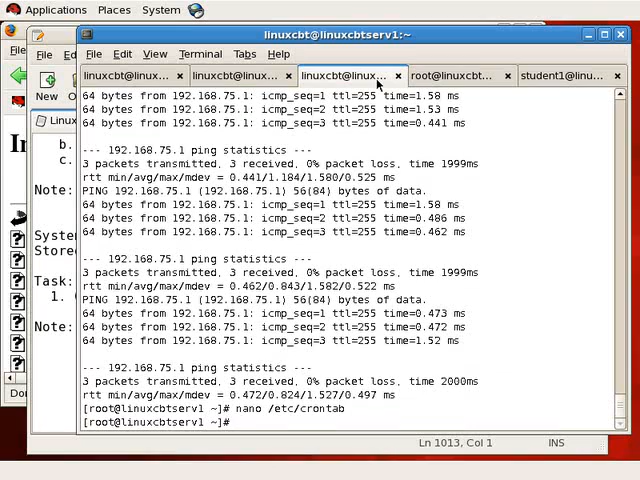 Applications Places System
linuxcbt@linuxcbtserv1:~
File Edit View Terminal Tabs Help
linuxcbt@linux... linuxcbt@linux... linuxcbt@linux... root@linuxcbt... student1@linu...
64 bytes from 192.168.75.1: icmp_seq=1 ttl=255 time=1.58 ms
64 bytes from 192.168.75.1: icmp_seq=2 ttl=255 time=1.53 ms
64 bytes from 192.168.75.1: icmp_seq=3 ttl=255 time=0.441 ms
--- 192.168.75.1 ping statistics ---
3 packets transmitted, 3 received, 0% packet loss, time 1999ms
rtt min/avg/max/mdev = 0.441/1.184/1.580/0.525 ms
PING 192.168.75.1 (192.168.75.1) 56(84) bytes of data.
64 bytes from 192.168.75.1: icmp_seq=1 ttl=255 time=1.58 ms
64 bytes from 192.168.75.1: icmp_seq=2 ttl=255 time=0.486 ms
64 bytes from 192.168.75.1: icmp_seq=3 ttl=255 time=0.462 ms
--- 192.168.75.1 ping statistics ---
3 packets transmitted, 3 received, 0% packet loss, time 1999ms
rtt min/avg/max/mdev = 0.462/0.843/1.582/0.522 ms
PING 192.168.75.1 (192.168.75.1) 56(84) bytes of data.
64 bytes from 192.168.75.1: icmp_seq=1 ttl=255 time=0.473 ms
64 bytes from 192.168.75.1: icmp_seq=2 ttl=255 time=0.472 ms
64 bytes from 192.168.75.1: icmp_seq=3 ttl=255 time=1.52 ms
--- 192.168.75.1 ping statistics ---
3 packets transmitted, 3 received, 0% packet loss, time 2000ms
rtt min/avg/max/mdev = 0.472/0.824/1.527/0.497 ms
[root@linuxcbtserv1 ~]# nano /etc/crontab
[root@linuxcbtserv1 ~]#
File Ed
New O
Linux
b.
c.
Note:
Syste
Store
Task:
1.
Note:
Ln 1013, Col 1 INS
File
In
Do